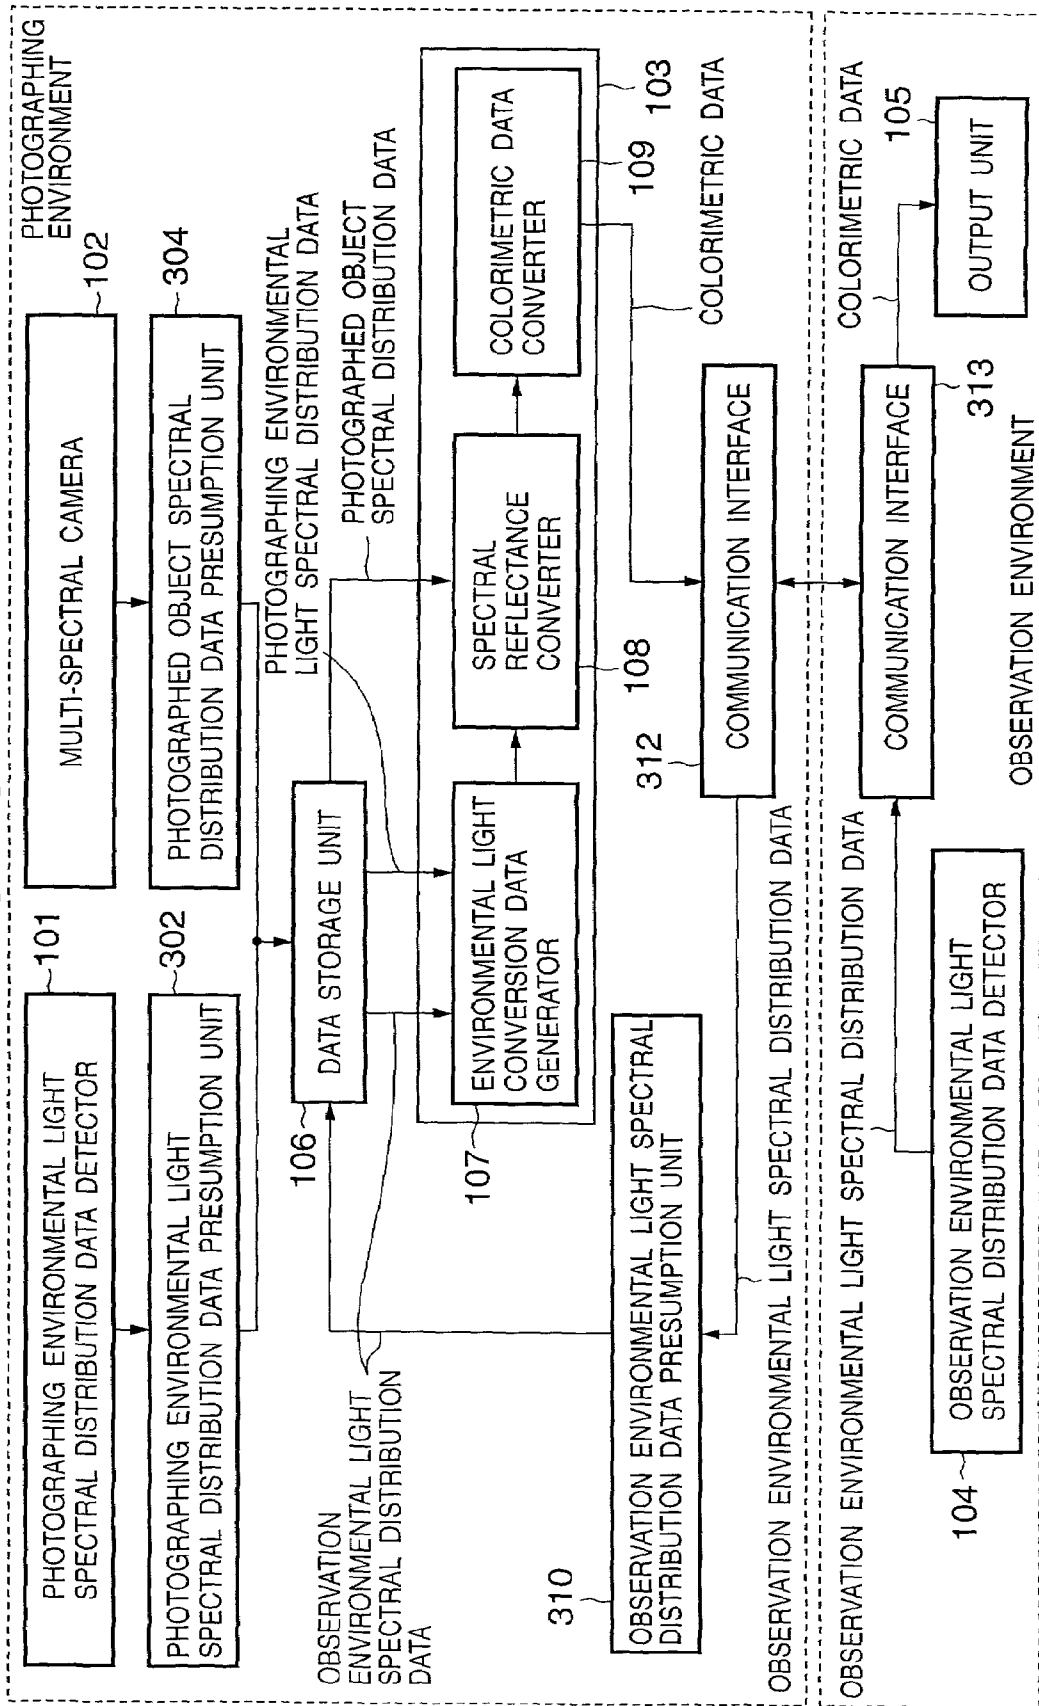 PHOTOGRAPHING
ENVIRONMENT
101
PHOTOGRAPHING ENVIRONMENTAL LIGHT
SPECTRAL DISTRIBUTION DATA DETECTOR
102
MULTI-SPECTRAL CAMERA
302
PHOTOGRAPHING ENVIRONMENTAL LIGHT
SPECTRAL DISTRIBUTION DATA PRESUMPTION UNIT
304
PHOTOGRAPHED OBJECT SPECTRAL
DISTRIBUTION DATA PRESUMPTION UNIT
PHOTOGRAPHING ENVIRONMENTAL
LIGHT SPECTRAL DISTRIBUTION DATA
106
DATA STORAGE UNIT
PHOTOGRAPHED OBJECT
SPECTRAL DISTRIBUTION DATA
OBSERVATION
ENVIRONMENTAL LIGHT
SPECTRAL DISTRIBUTION
DATA
107
ENVIRONMENTAL LIGHT
CONVERSION DATA
GENERATOR
SPECTRAL
REFLECTANCE
CONVERTER
108
COLORIMETRIC DATA
CONVERTER
109
103
310
OBSERVATION ENVIRONMENTAL LIGHT SPECTRAL
DISTRIBUTION DATA PRESUMPTION UNIT
312
COMMUNICATION INTERFACE
COLORIMETRIC DATA
OBSERVATION ENVIRONMENTAL LIGHT SPECTRAL DISTRIBUTION DATA
OBSERVATION ENVIRONMENTAL LIGHT SPECTRAL DISTRIBUTION DATA
COMMUNICATION INTERFACE
313
COLORIMETRIC DATA
105
OUTPUT UNIT
104
OBSERVATION ENVIRONMENTAL LIGHT
SPECTRAL DISTRIBUTION DATA DETECTOR
OBSERVATION ENVIRONMENT